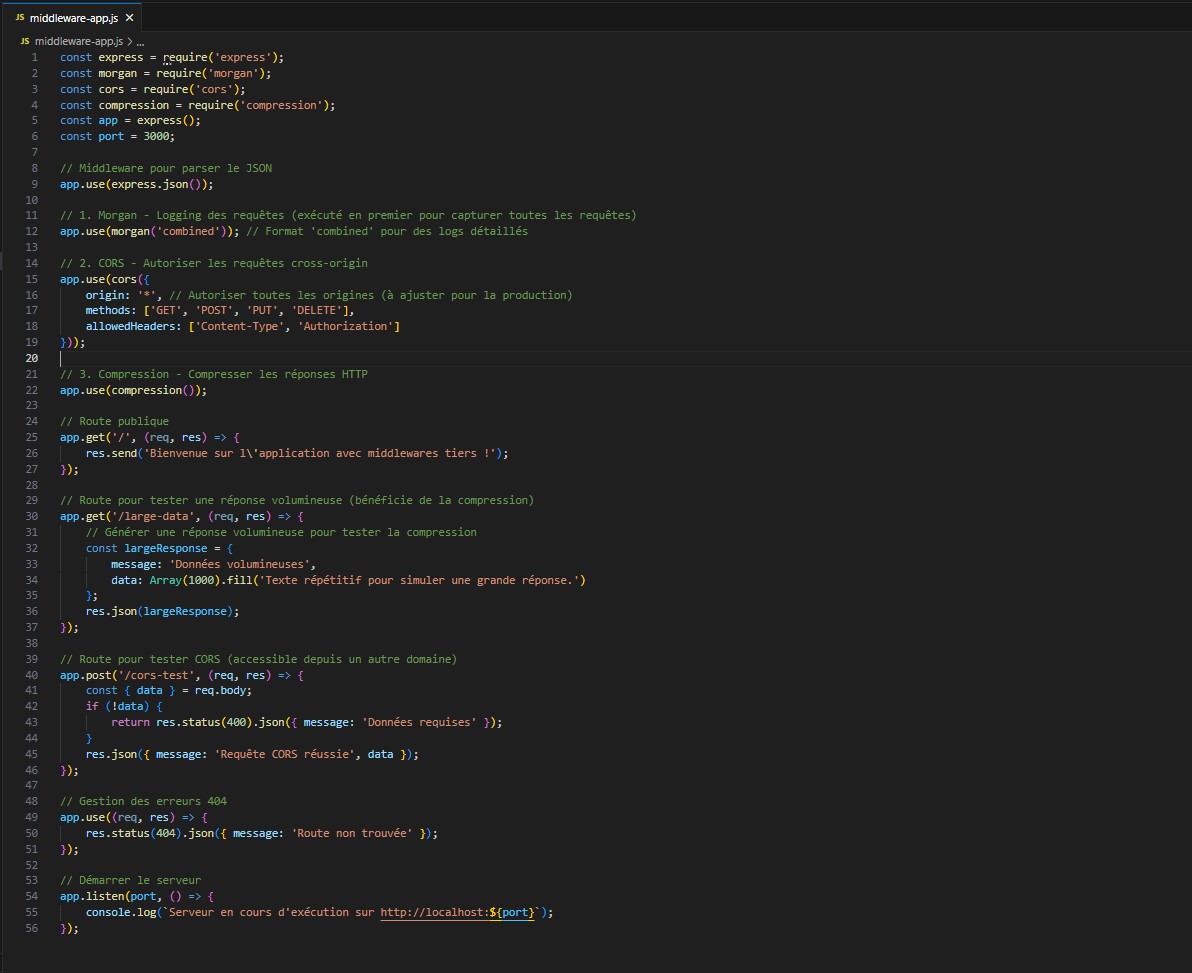 JS middleware-app.js ×
JS middleware-app.js > ...
1 const express = require('express');
2 const morgan = require('morgan');
3 const cors = require('cors');
4 const compression = require('compression');
5 const app = express();
6 const port = 3000;
7
8 // Middleware pour parser le JSON
9 app.use(express.json());
10
11 // 1. Morgan - Logging des requêtes (exécuté en premier pour capturer toutes les requêtes)
12 app.use(morgan('combined')); // Format 'combined' pour des logs détaillés
13
14 // 2. CORS - Autoriser les requêtes cross-origin
15 app.use(cors({
16     origin: '*', // Autoriser toutes les origines (à ajuster pour la production)
17     methods: ['GET', 'POST', 'PUT', 'DELETE'],
18     allowedHeaders: ['Content-Type', 'Authorization']
19 }));
20
21 // 3. Compression - Compresser les réponses HTTP
22 app.use(compression());
23
24 // Route publique
25 app.get('/', (req, res) => {
26     res.send('Bienvenue sur l\'application avec middlewares tiers !');
27 });
28
29 // Route pour tester une réponse volumineuse (bénéficie de la compression)
30 app.get('/large-data', (req, res) => {
31     // Générer une réponse volumineuse pour tester la compression
32     const largeResponse = {
33         message: 'Données volumineuses',
34         data: Array(1000).fill('Texte répétitif pour simuler une grande réponse.')
35     };
36     res.json(largeResponse);
37 });
38
39 // Route pour tester CORS (accessible depuis un autre domaine)
40 app.post('/cors-test', (req, res) => {
41     const { data } = req.body;
42     if (!data) {
43         return res.status(400).json({ message: 'Données requises' });
44     }
45     res.json({ message: 'Requête CORS réussie', data });
46 });
47
48 // Gestion des erreurs 404
49 app.use((req, res) => {
50     res.status(404).json({ message: 'Route non trouvée' });
51 });
52
53 // Démarrer le serveur
54 app.listen(port, () => {
55     console.log(`Serveur en cours d'exécution sur http://localhost:${port}`);
56 });